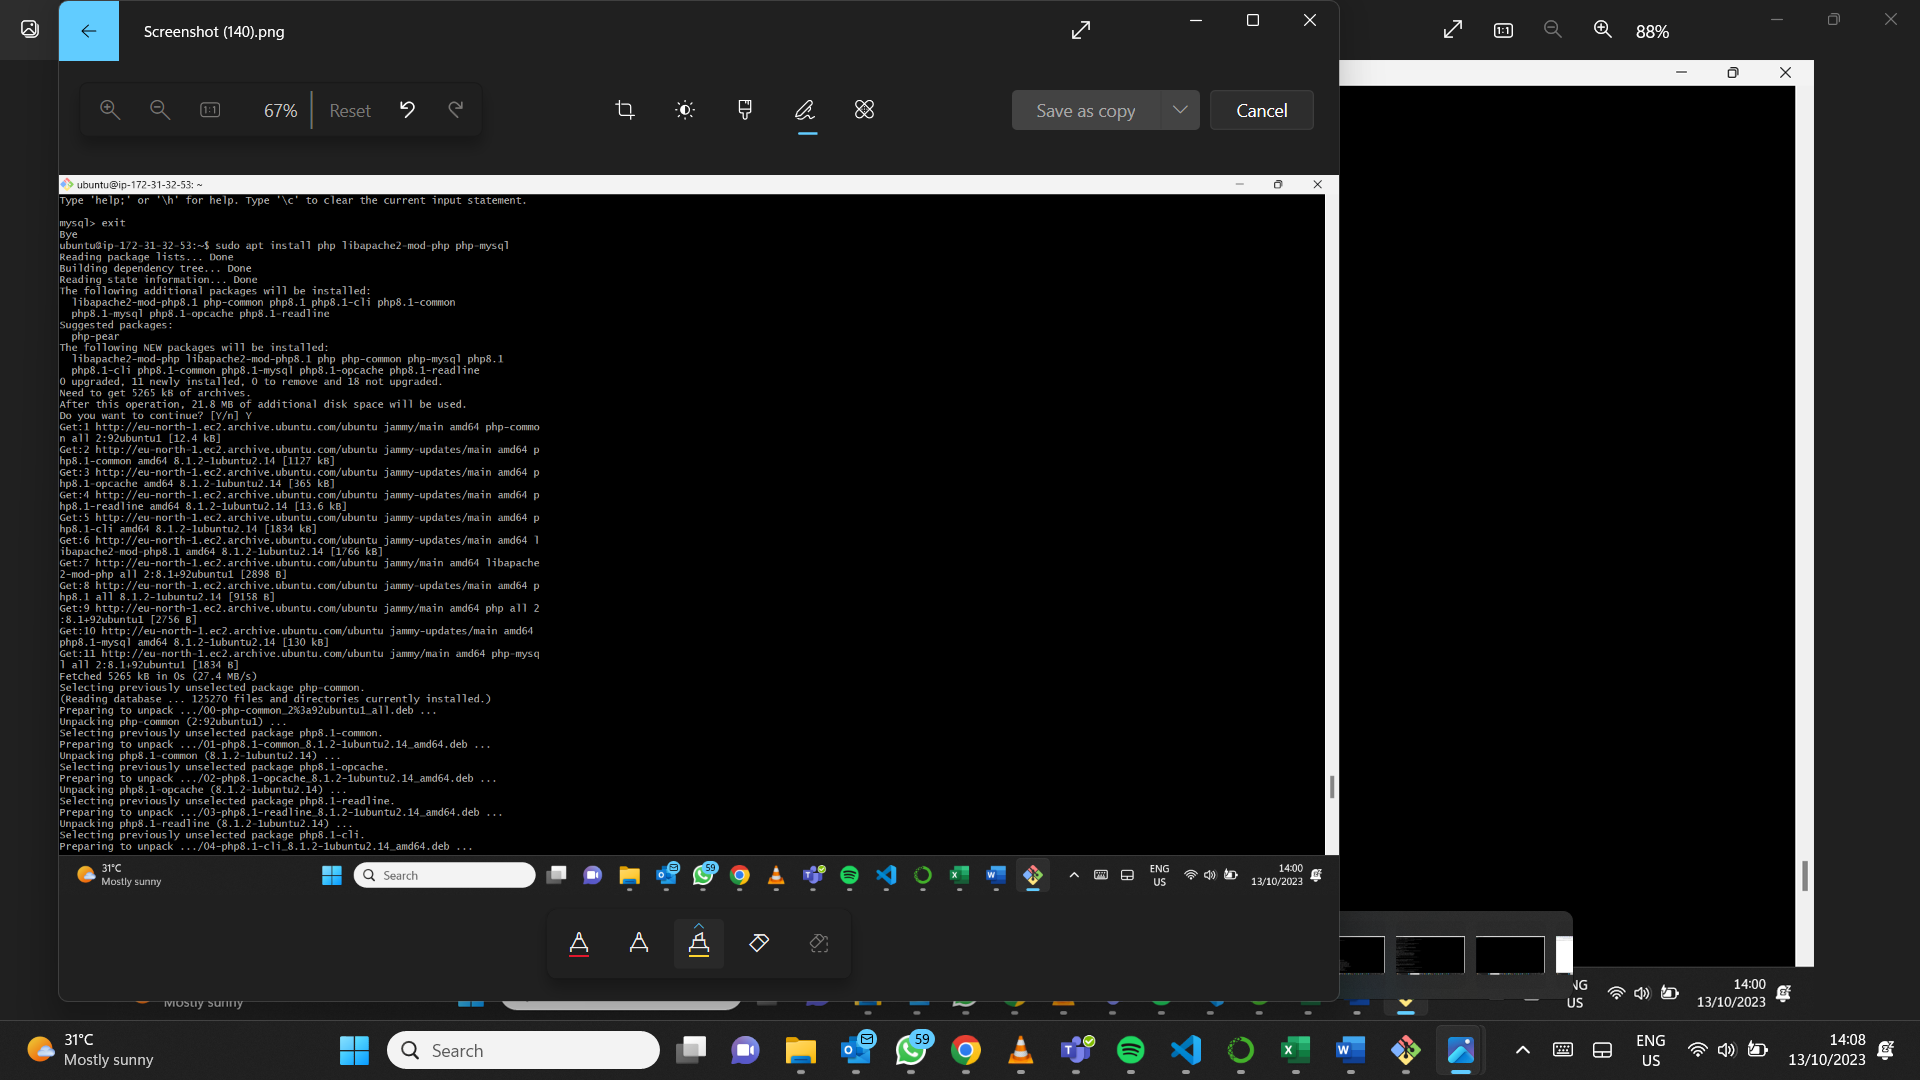 Screenshot (140).png
88%
67%
Reset
Save as copy
Cancel
ubuntu@ip-172-31-32-53: ~
Type 'help;' or '\h' for help. Type '\c' to clear the current input statement.
mysql> exit
Bye
ubuntu@ip-172-31-32-53:~$ sudo apt install php libapache2-mod-php php-mysql
Reading package lists... Done
Building dependency tree... Done
Reading state information... Done
The following additional packages will be installed:
libapache2-mod-php8.1 php-common php8.1 php8.1-cli php8.1-common
php8.1-mysql php8.1-opcache php8.1-readline
Suggested packages:
php-pear
The following NEW packages will be installed:
libapache2-mod-php libapache2-mod-php8.1 php php-common php-mysql php8.1
php8.1-cli php8.1-common php8.1-mysql php8.1-opcache php8.1-readline
0 upgraded, 11 newly installed, 0 to remove and 18 not upgraded.
Need to get 5265 kB of archives.
After this operation, 21.8 MB of additional disk space will be used.
Do you want to continue? [Y/n] Y
Get:1 http://eu-north-1.ec2.archive.ubuntu.com/ubuntu jammy/main amd64 php-commo
n all 2:92ubuntu1 [12.4 kB]
Get:2 http://eu-north-1.ec2.archive.ubuntu.com/ubuntu jammy-updates/main amd64 p
hp8.1-common amd64 8.1.2-1ubuntu2.14 [1127 kB]
Get:3 http://eu-north-1.ec2.archive.ubuntu.com/ubuntu jammy-updates/main amd64 p
hp8.1-opcache amd64 8.1.2-1ubuntu2.14 [365 kB]
Get:4 http://eu-north-1.ec2.archive.ubuntu.com/ubuntu jammy-updates/main amd64 p
hp8.1-readline amd64 8.1.2-1ubuntu2.14 [13.6 kB]
Get:5 http://eu-north-1.ec2.archive.ubuntu.com/ubuntu jammy-updates/main amd64 p
hp8.1-cli amd64 8.1.2-1ubuntu2.14 [1834 kB]
Get:6 http://eu-north-1.ec2.archive.ubuntu.com/ubuntu jammy-updates/main amd64 l
ibapache2-mod-php8.1 amd64 8.1.2-1ubuntu2.14 [1766 kB]
Get:7 http://eu-north-1.ec2.archive.ubuntu.com/ubuntu jammy/main amd64 libapache
2-mod-php all 2:8.1+92ubuntu1 [2898 B]
Get:8 http://eu-north-1.ec2.archive.ubuntu.com/ubuntu jammy-updates/main amd64 p
hp8.1 all 8.1.2-1ubuntu2.14 [9158 B]
Get:9 http://eu-north-1.ec2.archive.ubuntu.com/ubuntu jammy/main amd64 php all 2
:8.1+92ubuntu1 [2756 B]
Get:10 http://eu-north-1.ec2.archive.ubuntu.com/ubuntu jammy-updates/main amd64
php8.1-mysql amd64 8.1.2-1ubuntu2.14 [130 kB]
Get:11 http://eu-north-1.ec2.archive.ubuntu.com/ubuntu jammy/main amd64 php-mysq
l all 2:8.1+92ubuntu1 [1834 B]
Fetched 5265 kB in 0s (27.4 MB/s)
Selecting previously unselected package php-common.
(Reading database ... 125270 files and directories currently installed.)
Preparing to unpack .../00-php-common_2%3a92ubuntu1_all.deb ...
Unpacking php-common (2:92ubuntu1) ...
Selecting previously unselected package php8.1-common.
Preparing to unpack .../01-php8.1-common_8.1.2-1ubuntu2.14_amd64.deb ...
Unpacking php8.1-common (8.1.2-1ubuntu2.14) ...
Selecting previously unselected package php8.1-opcache.
Preparing to unpack .../02-php8.1-opcache_8.1.2-1ubuntu2.14_amd64.deb ...
Unpacking php8.1-opcache (8.1.2-1ubuntu2.14) ...
Selecting previously unselected package php8.1-readline.
Preparing to unpack .../03-php8.1-readline_8.1.2-1ubuntu2.14_amd64.deb ...
Unpacking php8.1-readline (8.1.2-1ubuntu2.14) ...
Selecting previously unselected package php8.1-cli.
Preparing to unpack .../04-php8.1-cli_8.1.2-1ubuntu2.14_amd64.deb ...
31°C
Mostly sunny
Search
59
ENG
US
14:00
13/10/2023
Mostly sunny
NG
US
14:00
13/10/2023
31°C
Mostly sunny
Search
59
ENG
US
14:08
13/10/2023